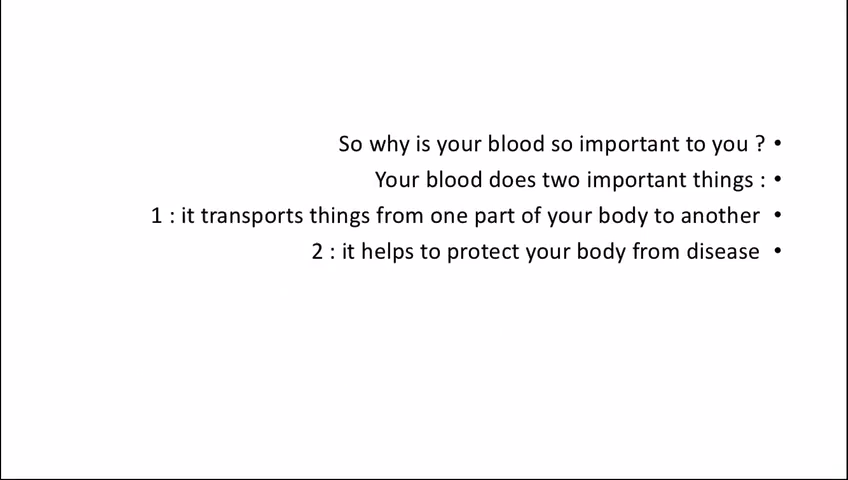 So why is your blood so important to you ? •
Your blood does two important things : •
1 : it transports things from one part of your body to another •
2 : it helps to protect your body from disease •